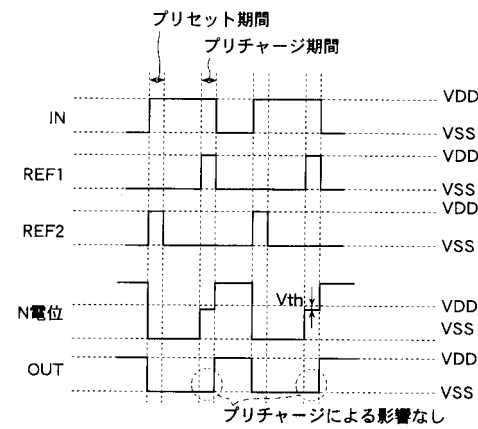 プリセット期間
プリチャージ期間
IN
VDD
VSS
REF1
VDD
VSS
REF2
VDD
VSS
N電位
Vth
VDD
VSS
OUT
VDD
VSS
プリチャージによる影響なし